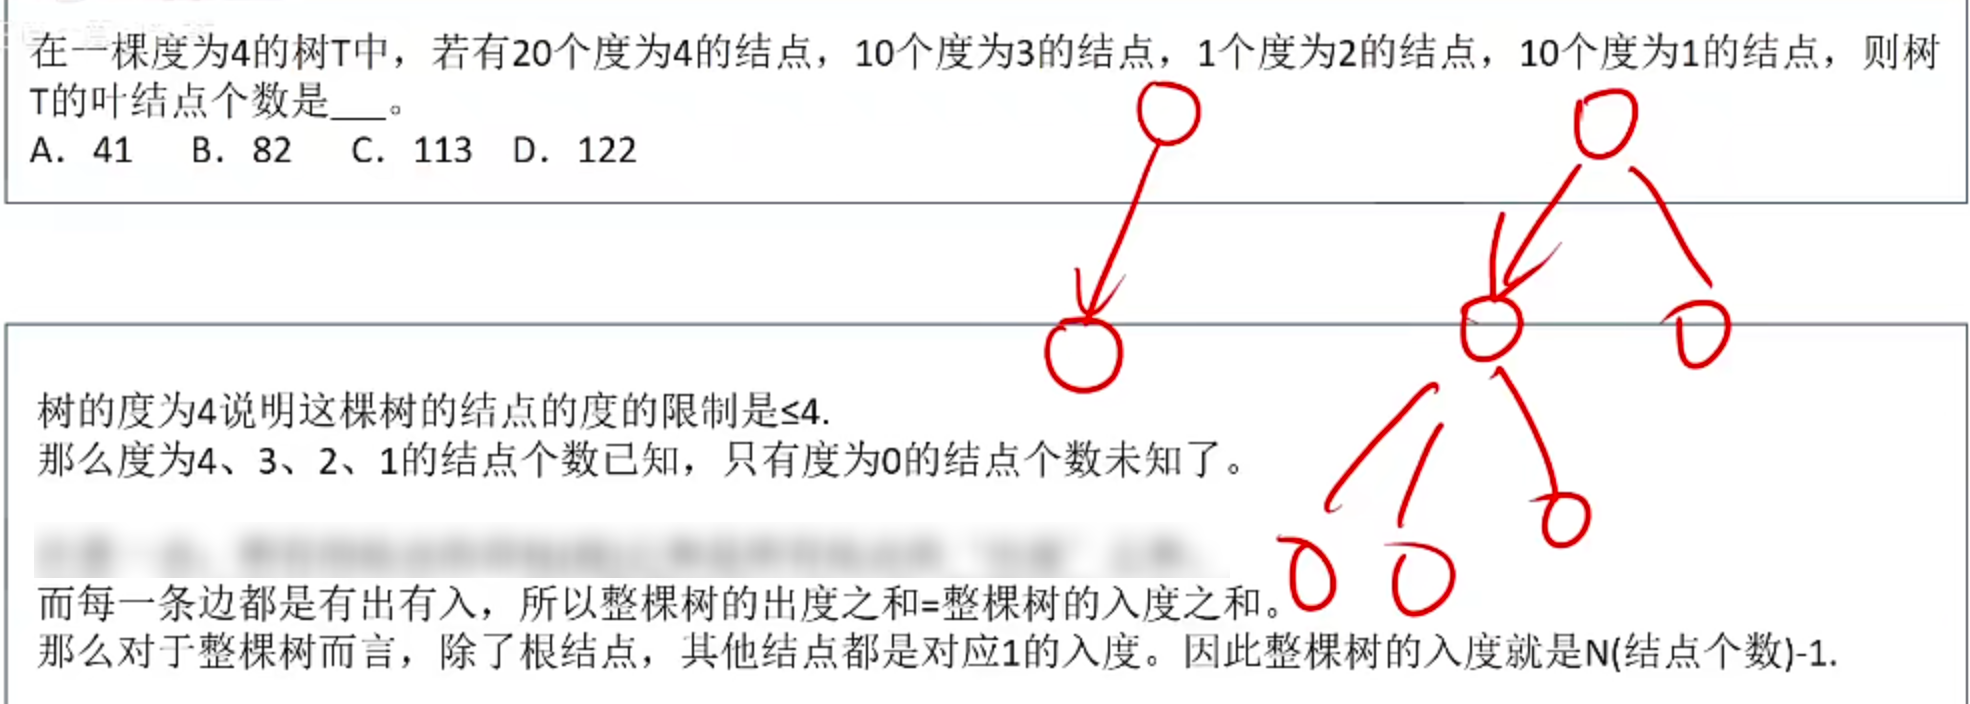 在一棵度为4的树T中，若有20个度为4的结点，10个度为3的结点，1个度为2的结点，10个度为1的结点，则树
T的叶结点个数是___。
A. 41 B. 82 C. 113 D. 122
树的度为4说明这棵树的结点的度的限制是≤4.
那么度为4、3、2、1的结点个数已知，只有度为0的结点个数未知了。
而每一条边都是有出有入，所以整棵树的出度之和=整棵树的入度之和。
那么对于整棵树而言，除了根结点，其他结点都是对应1的入度。因此整棵树的入度就是N(结点个数)-1.